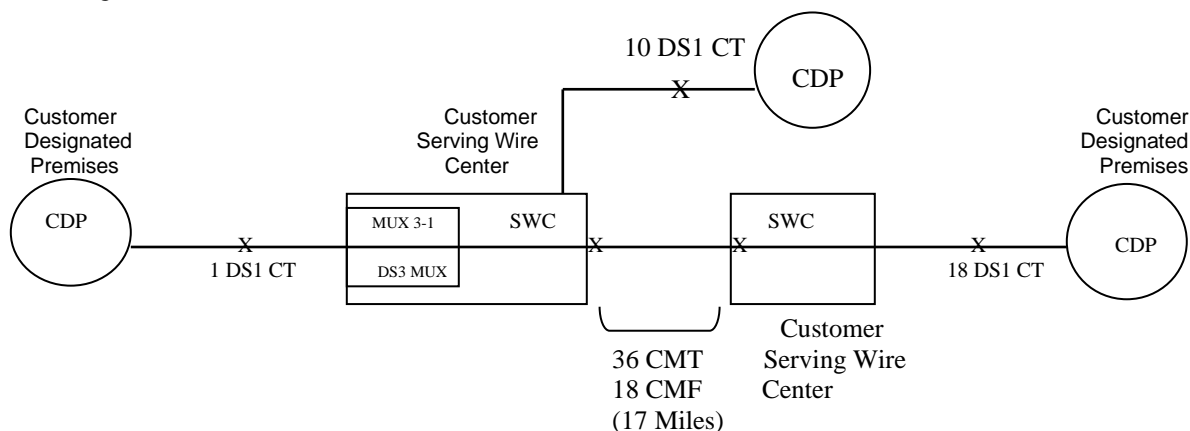 10 DS1 CT
CDP
X
Customer
Designated
Premises
Customer
Serving Wire
Center
Customer
Designated
Premises
CDP
MUX 3-1
SWC
SWC
CDP
X
X
X
X
1 DS1 CT
DS3 MUX
18 DS1 CT
36 CMT
18 CMF
(17 Miles)
Customer
Serving Wire
Center